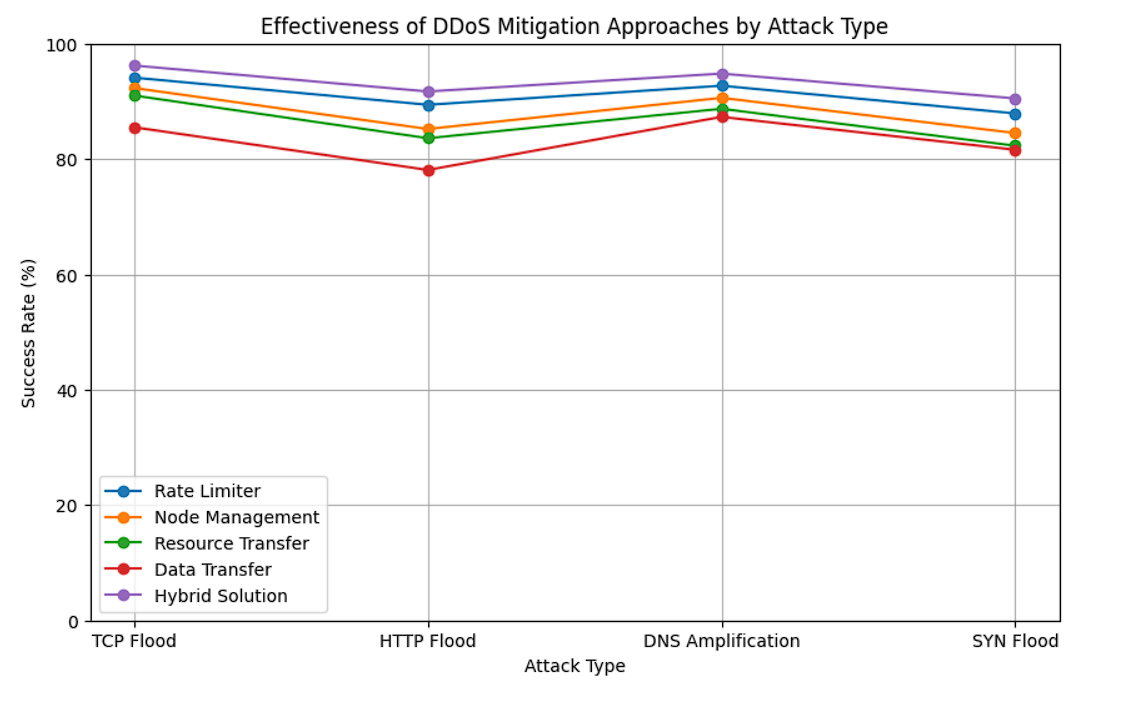 Effectiveness of DDoS Mitigation Approaches by Attack Type
100
80
60
40
20
0
Success Rate (%)
Rate Limiter
Node Management
Resource Transfer
Data Transfer
Hybrid Solution
TCP Flood HTTP Flood DNS Amplification SYN Flood
Attack Type